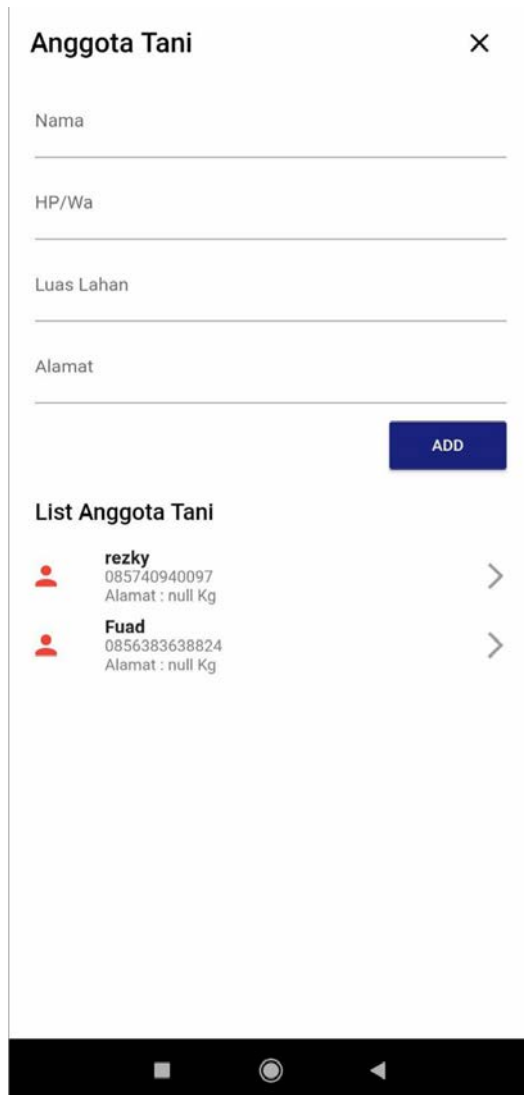 Anggota Tani
Nama
HP/Wa
Luas Lahan
Alamat
ADD
List Anggota Tani
rezky
085740940097
Alamat : null Kg
Fuad
0856383638824
Alamat : null Kg